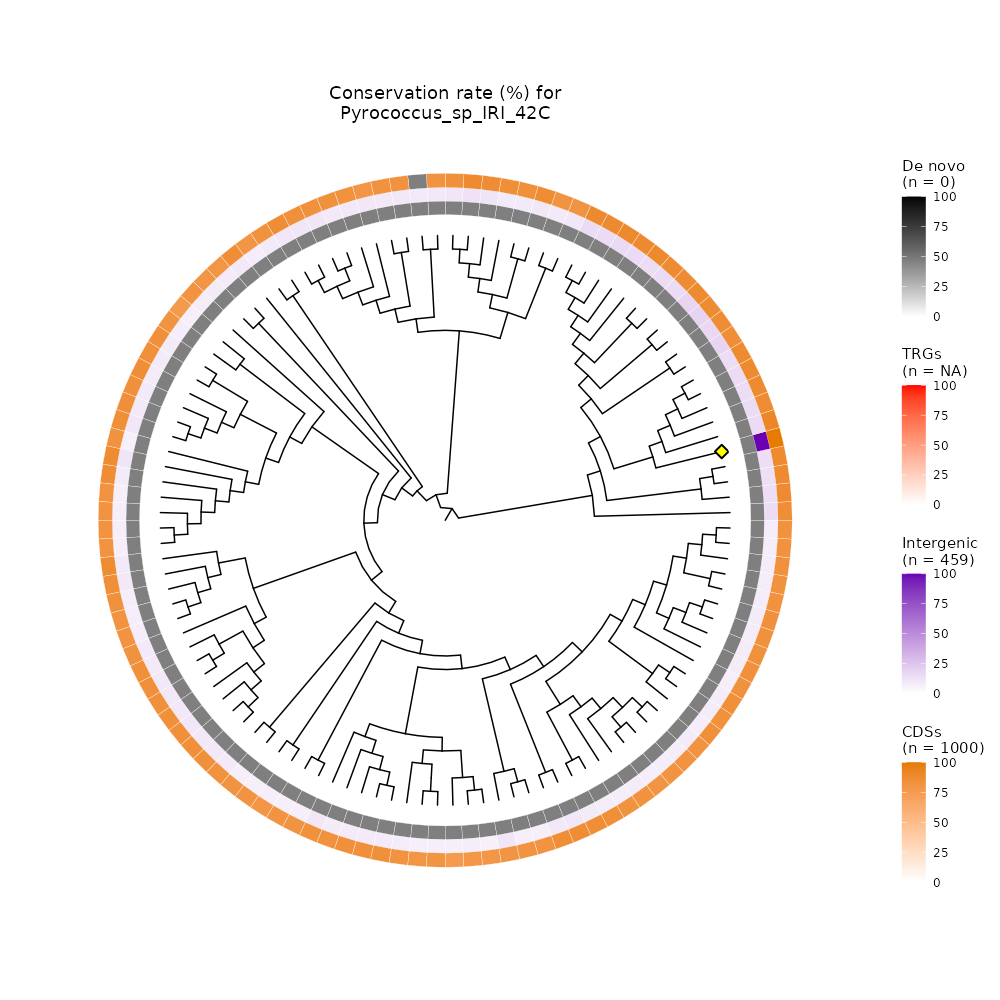 Conservation rate (%) for
Pyrococcus_sp_IRI_42C
De novo
(n = 0)
100
75
50
25
0
TRGs
(n = NA)
100
75
50
25
0
Intergenic
(n = 459)
100
75
50
25
0
CDSs
(n = 1000)
100
75
50
25
0